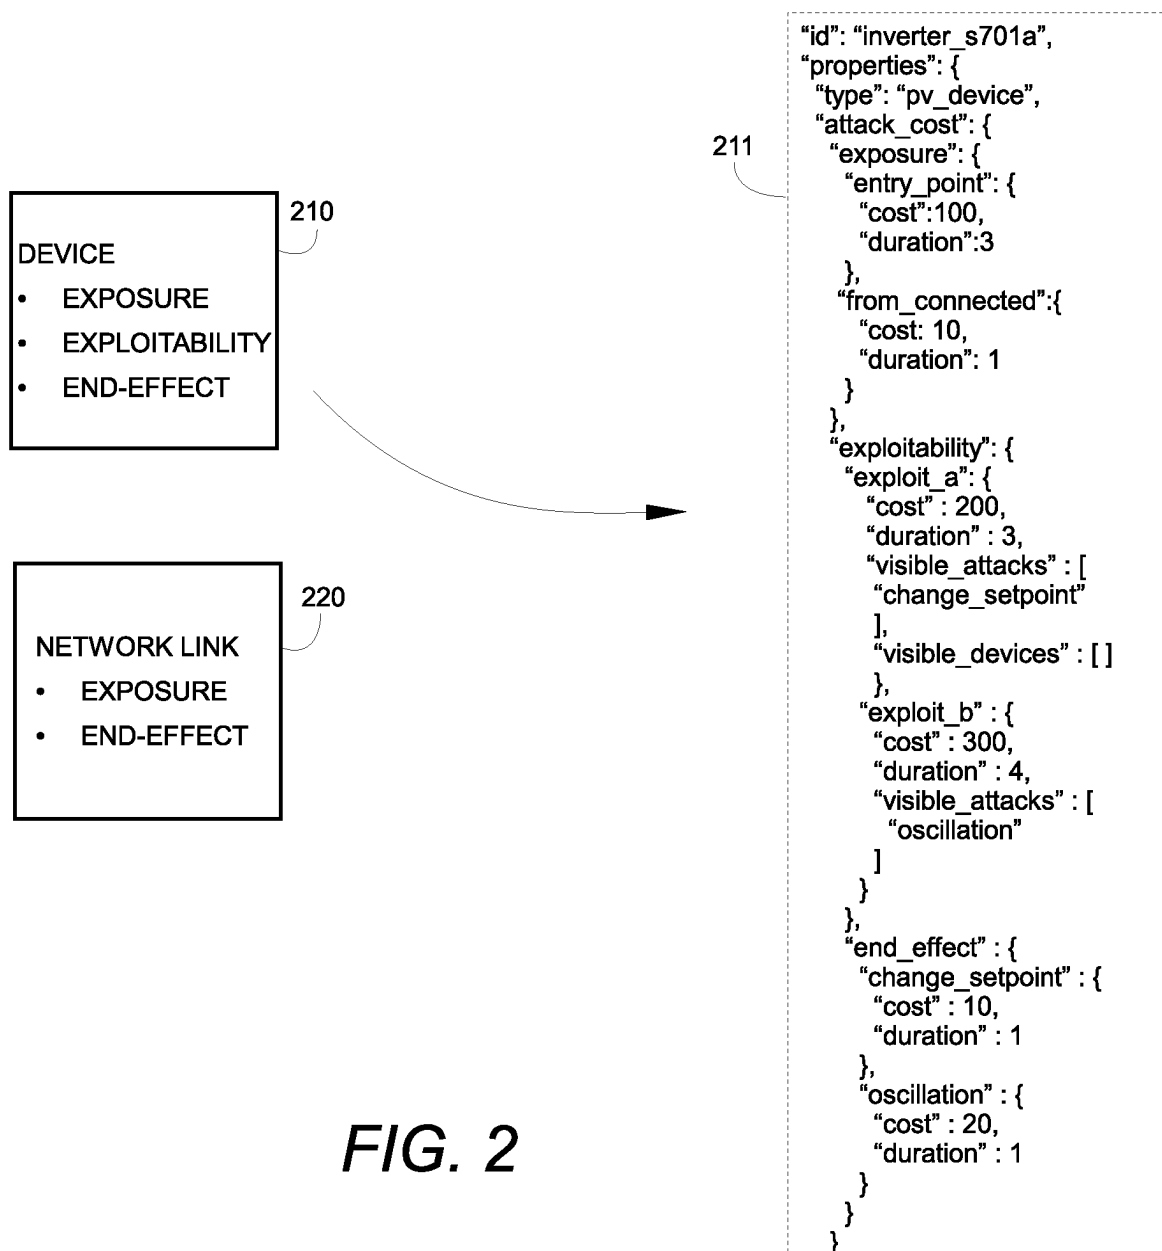 210
DEVICE
• EXPOSURE
• EXPLOITABILITY
• END-EFFECT
220
NETWORK LINK
• EXPOSURE
• END-EFFECT
211
“id”: “inverter_s701a”,
“properties”: {
“type”: “pv_device”,
“attack_cost”: {
“exposure”: {
“entry_point”: {
“cost”:100,
“duration”:3
},
“from_connected”:{
“cost: 10,
“duration”: 1
}
},
“exploitability”: {
“exploit_a”: {
“cost” : 200,
“duration” : 3,
“visible_attacks” : [
“change_setpoint”
],
“visible_devices” : [ ]
},
“exploit_b” : {
“cost” : 300,
“duration” : 4,
“visible_attacks” : [
“oscillation”
]
}
},
“end_effect” : {
“change_setpoint” : {
“cost” : 10,
“duration” : 1
},
“oscillation” : {
“cost” : 20,
“duration” : 1
}
}
}
FIG. 2